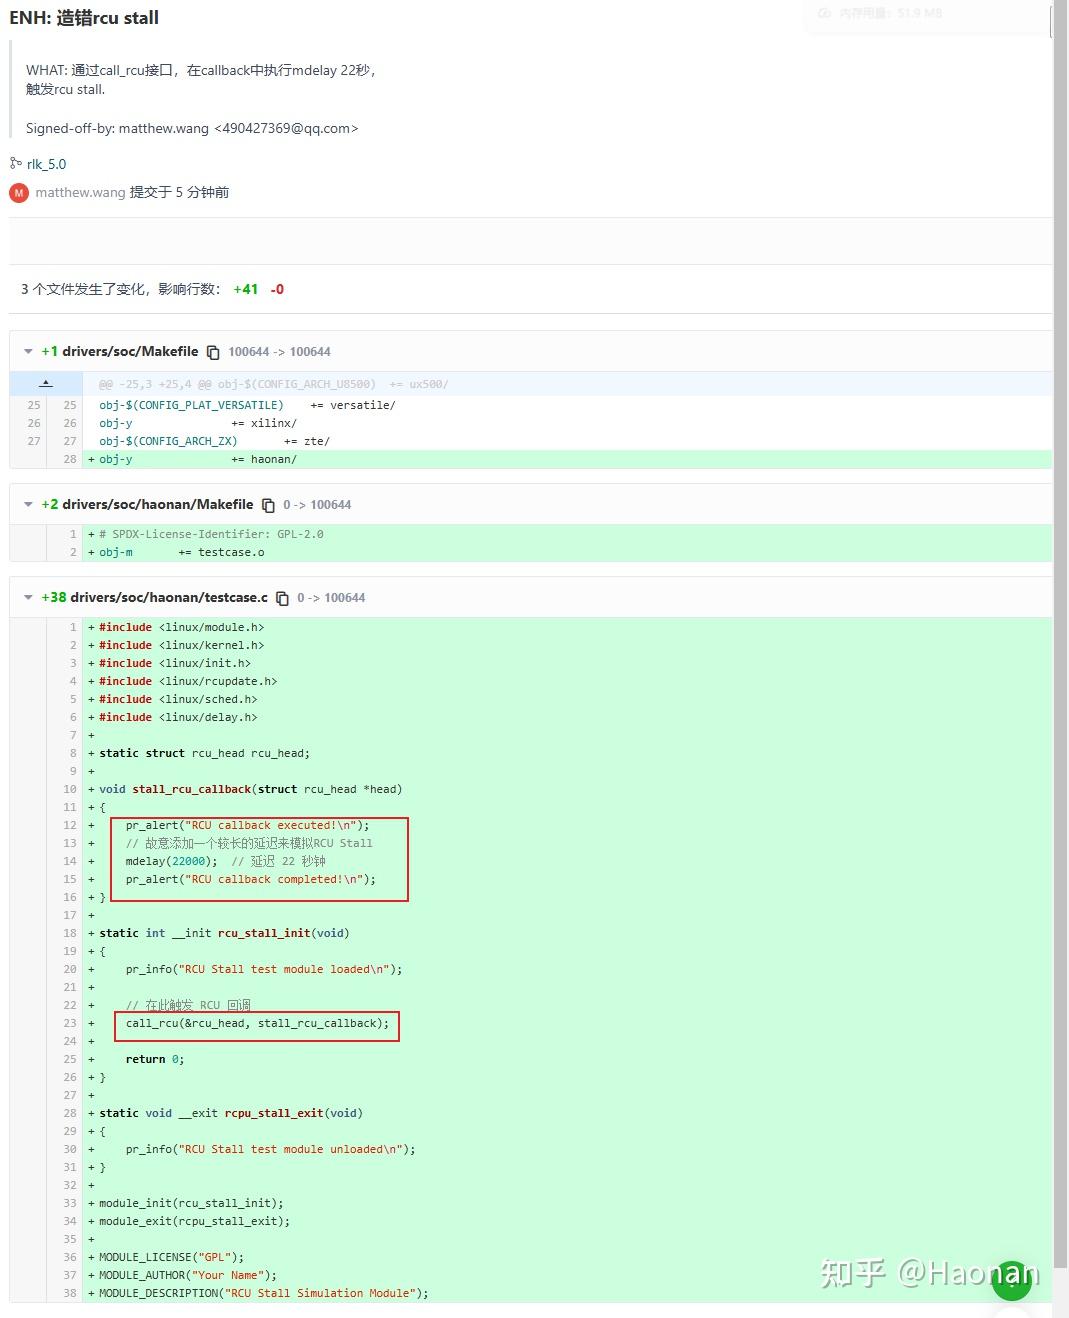 ENH: 造错rcu stall
内存用量：51.9 MB
WHAT: 通过call_rcu接口，在callback中执行mdelay 22秒，
触发rcu stall.
Signed-off-by: matthew.wang <490427369@qq.com>
rlk_5.0
M matthew.wang 提交于 5 分钟前
3 个文件发生了变化，影响行数： +41 -0
+1 drivers/soc/Makefile 100644 -> 100644
@@ -25,3 +25,4 @@ obj-$(CONFIG_ARCH_U8500) += ux500/
25 25 obj-$(CONFIG_PLAT_VERSATILE) += versatile/
26 26 obj-y += xilinx/
27 27 obj-$(CONFIG_ARCH_ZX) += zte/
28 + obj-y += haonan/
+2 drivers/soc/haonan/Makefile 0 -> 100644
1 + # SPDX-License-Identifier: GPL-2.0
2 + obj-m += testcase.o
+38 drivers/soc/haonan/testcase.c 0 -> 100644
1 + #include <linux/module.h>
2 + #include <linux/kernel.h>
3 + #include <linux/init.h>
4 + #include <linux/rcupdate.h>
5 + #include <linux/sched.h>
6 + #include <linux/delay.h>
7 +
8 + static struct rcu_head rcu_head;
9 +
10 + void stall_rcu_callback(struct rcu_head *head)
11 + {
12 + pr_alert("RCU callback executed!\n");
13 + // 故意添加一个较长的延迟来模拟RCU Stall
14 + mdelay(22000); // 延迟 22 秒钟
15 + pr_alert("RCU callback completed!\n");
16 + }
17 +
18 + static int __init rcu_stall_init(void)
19 + {
20 + pr_info("RCU Stall test module loaded\n");
21 +
22 + // 在此触发 RCU 回调
23 + call_rcu(&rcu_head, stall_rcu_callback);
24 +
25 + return 0;
26 + }
27 +
28 + static void __exit rcpu_stall_exit(void)
29 + {
30 + pr_info("RCU Stall test module unloaded\n");
31 + }
32 +
33 + module_init(rcu_stall_init);
34 + module_exit(rcpu_stall_exit);
35 +
36 + MODULE_LICENSE("GPL");
37 + MODULE_AUTHOR("Your Name");
38 + MODULE_DESCRIPTION("RCU Stall Simulation Module");
知乎 @Haonan